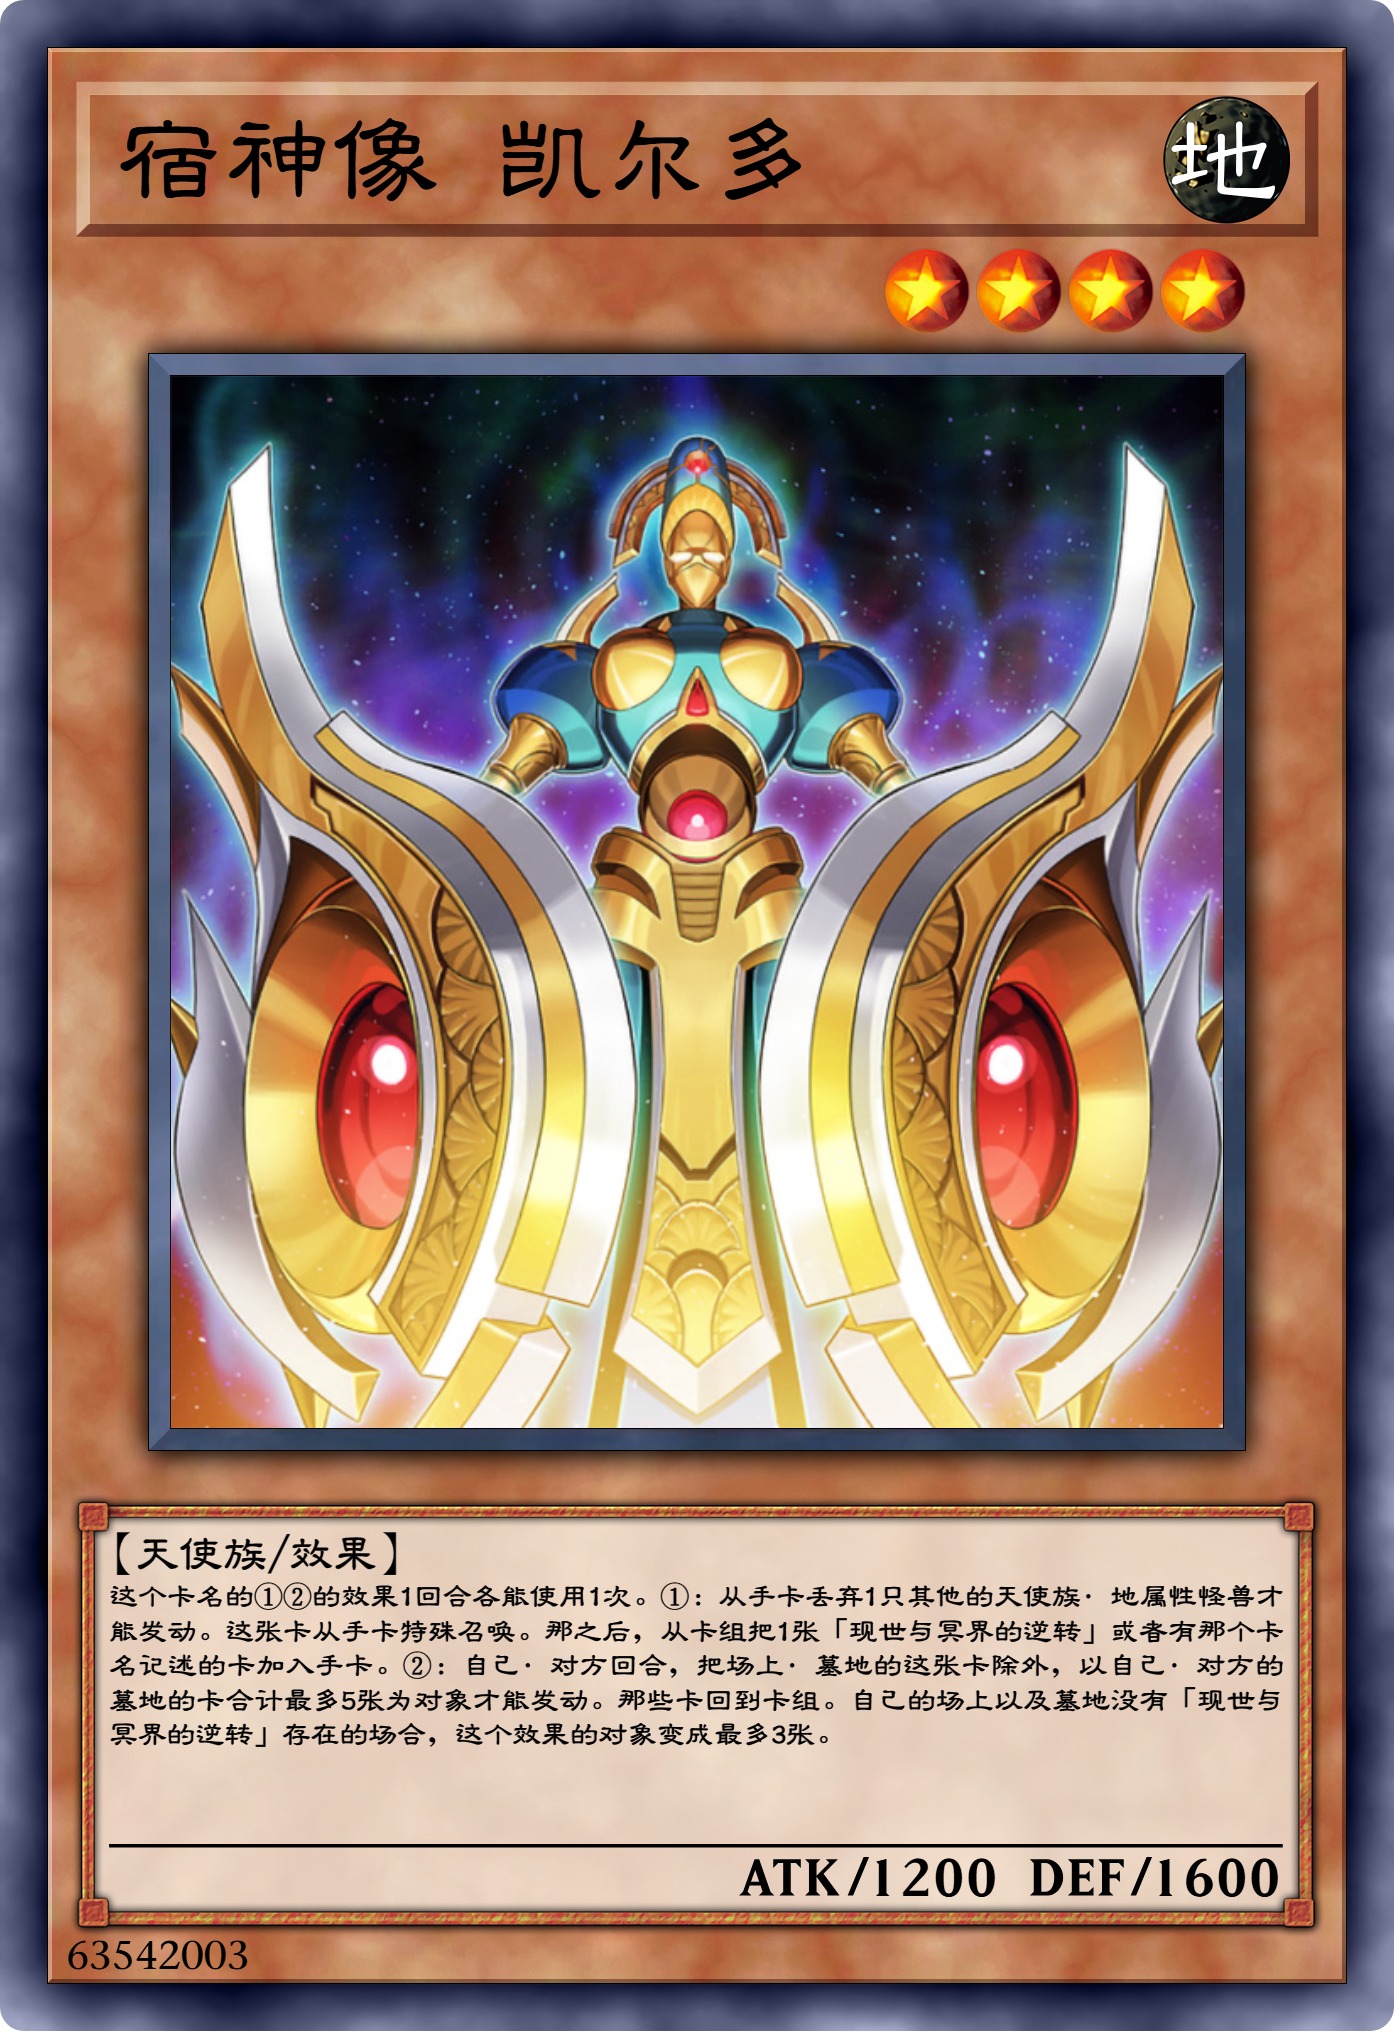 宿神像 凯尔多
地
【天使族/效果】
这个卡名的①②的效果1回合各能使用1次。①：从手卡丢弃1只其他的天使族·地属性怪兽才
能发动。这张卡从手卡特殊召唤。那之后，从卡组把1张「现世与冥界的逆转」或者有那个卡
名记述的卡加入手卡。②：自己·对方回合，把场上·墓地的这张卡除外，以自己·对方的
墓地的卡合计最多5张为对象才能发动。那些卡回到卡组。自己的场上以及墓地没有「现世与
冥界的逆转」存在的场合，这个效果的对象变成最多3张。
ATK/1200 DEF/1600
63542003